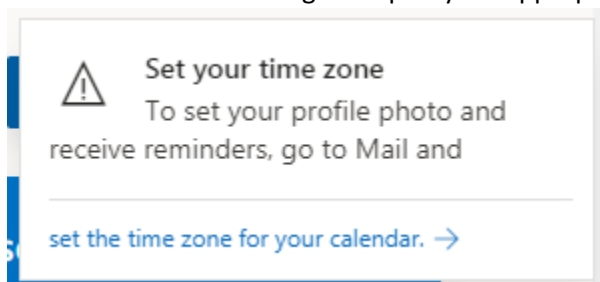 Set your time zone
To set your profile photo and
receive reminders, go to Mail and
set the time zone for your calendar. →